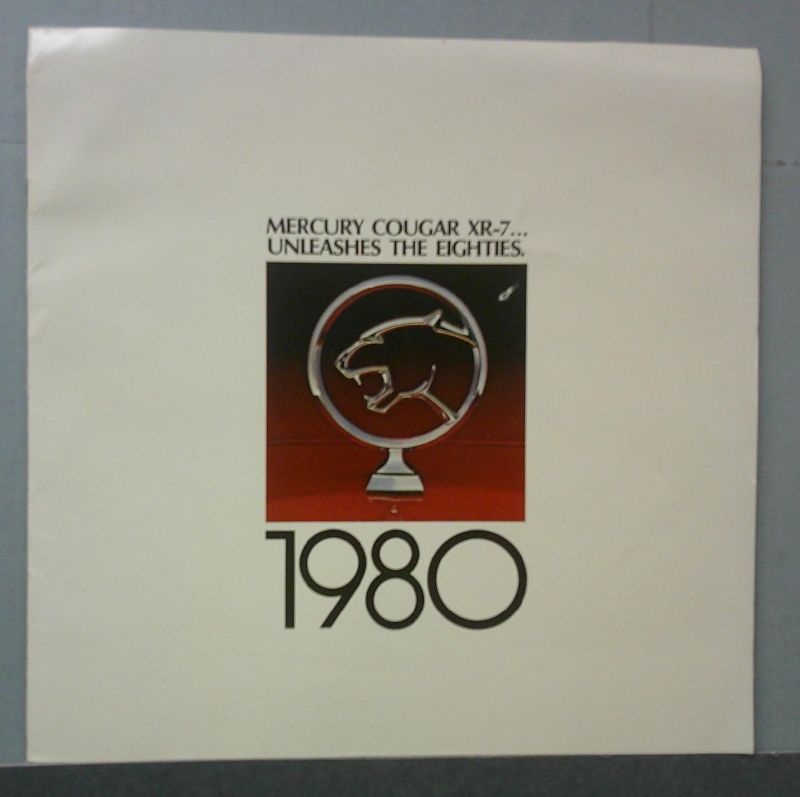 MERCURY COUGAR XR-7...
UNLEASHES THE EIGHTIES.
1980